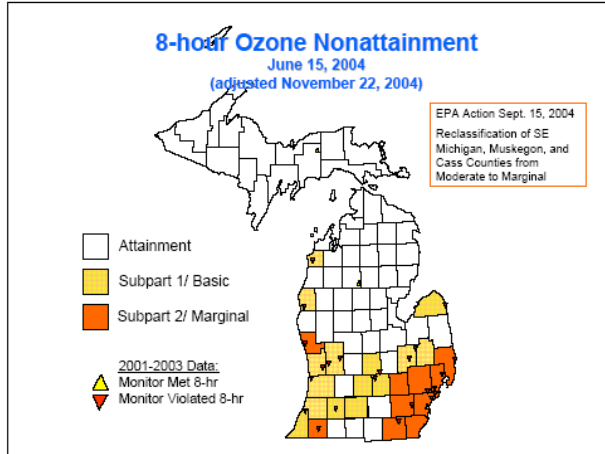 8-hour Ozone Nonattainment
June 15, 2004
(adjusted November 22, 2004)
EPA Action Sept. 15, 2004
Reclassification of SE
Michigan, Muskegon, and
Cass Counties from
Moderate to Marginal
Attainment
Subpart 1/ Basic
Subpart 2/ Marginal
2001-2003 Data:
Monitor Met 8-hr
Monitor Violated 8-hr